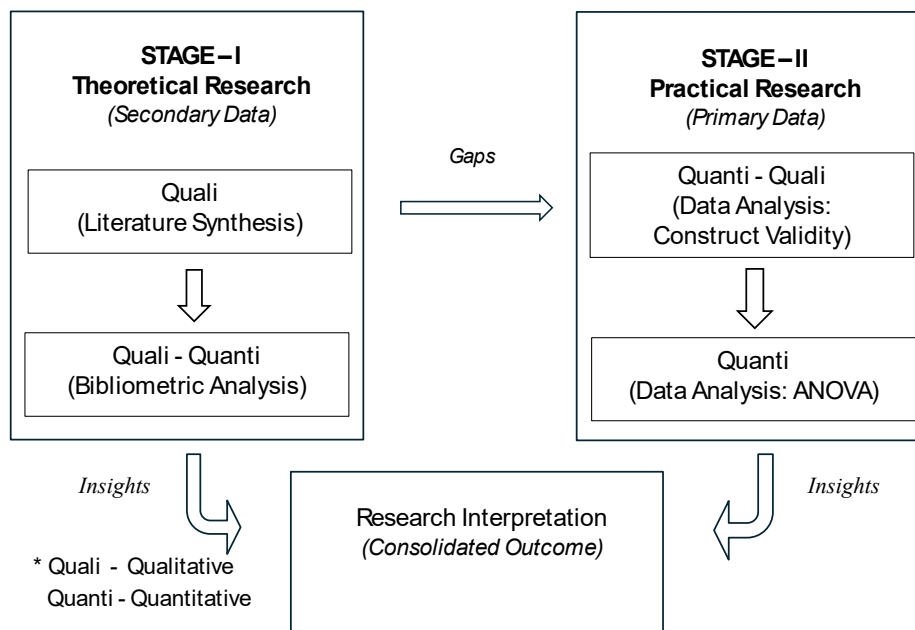 STAGE – I
Theoretical Research
(Secondary Data)
Quali
(Literature Synthesis)
Quali - Quanti
(Bibliometric Analysis)
Gaps
STAGE – II
Practical Research
(Primary Data)
Quanti - Quali
(Data Analysis:
Construct Validity)
Quanti
(Data Analysis: ANOVA)
Insights
Insights
Research Interpretation
(Consolidated Outcome)
* Quali - Qualitative
Quanti - Quantitative